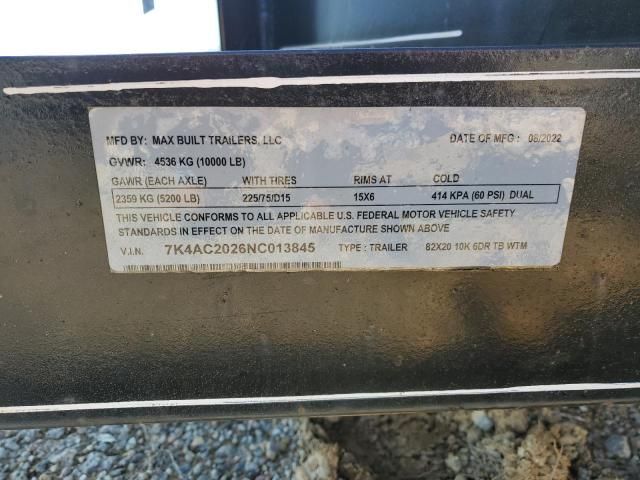 MFD BY: MAX BUILT TRAILERS, LLC DATE OF MFG : 08/2022
GVWR: 4536 KG (10000 LB)
GAWR (EACH AXLE) WITH TIRES RIMS AT COLD
2359 KG (5200 LB) 225/75/D15 15X6 414 KPA (60 PSI) DUAL
THIS VEHICLE CONFORMS TO ALL APPLICABLE U.S. FEDERAL MOTOR VEHICLE SAFETY
STANDARDS IN EFFECT ON THE DATE OF MANUFACTURE SHOWN ABOVE
V.I.N. 7K4AC2026NC013845 TYPE : TRAILER 82X20 10K 6DR TB WTM